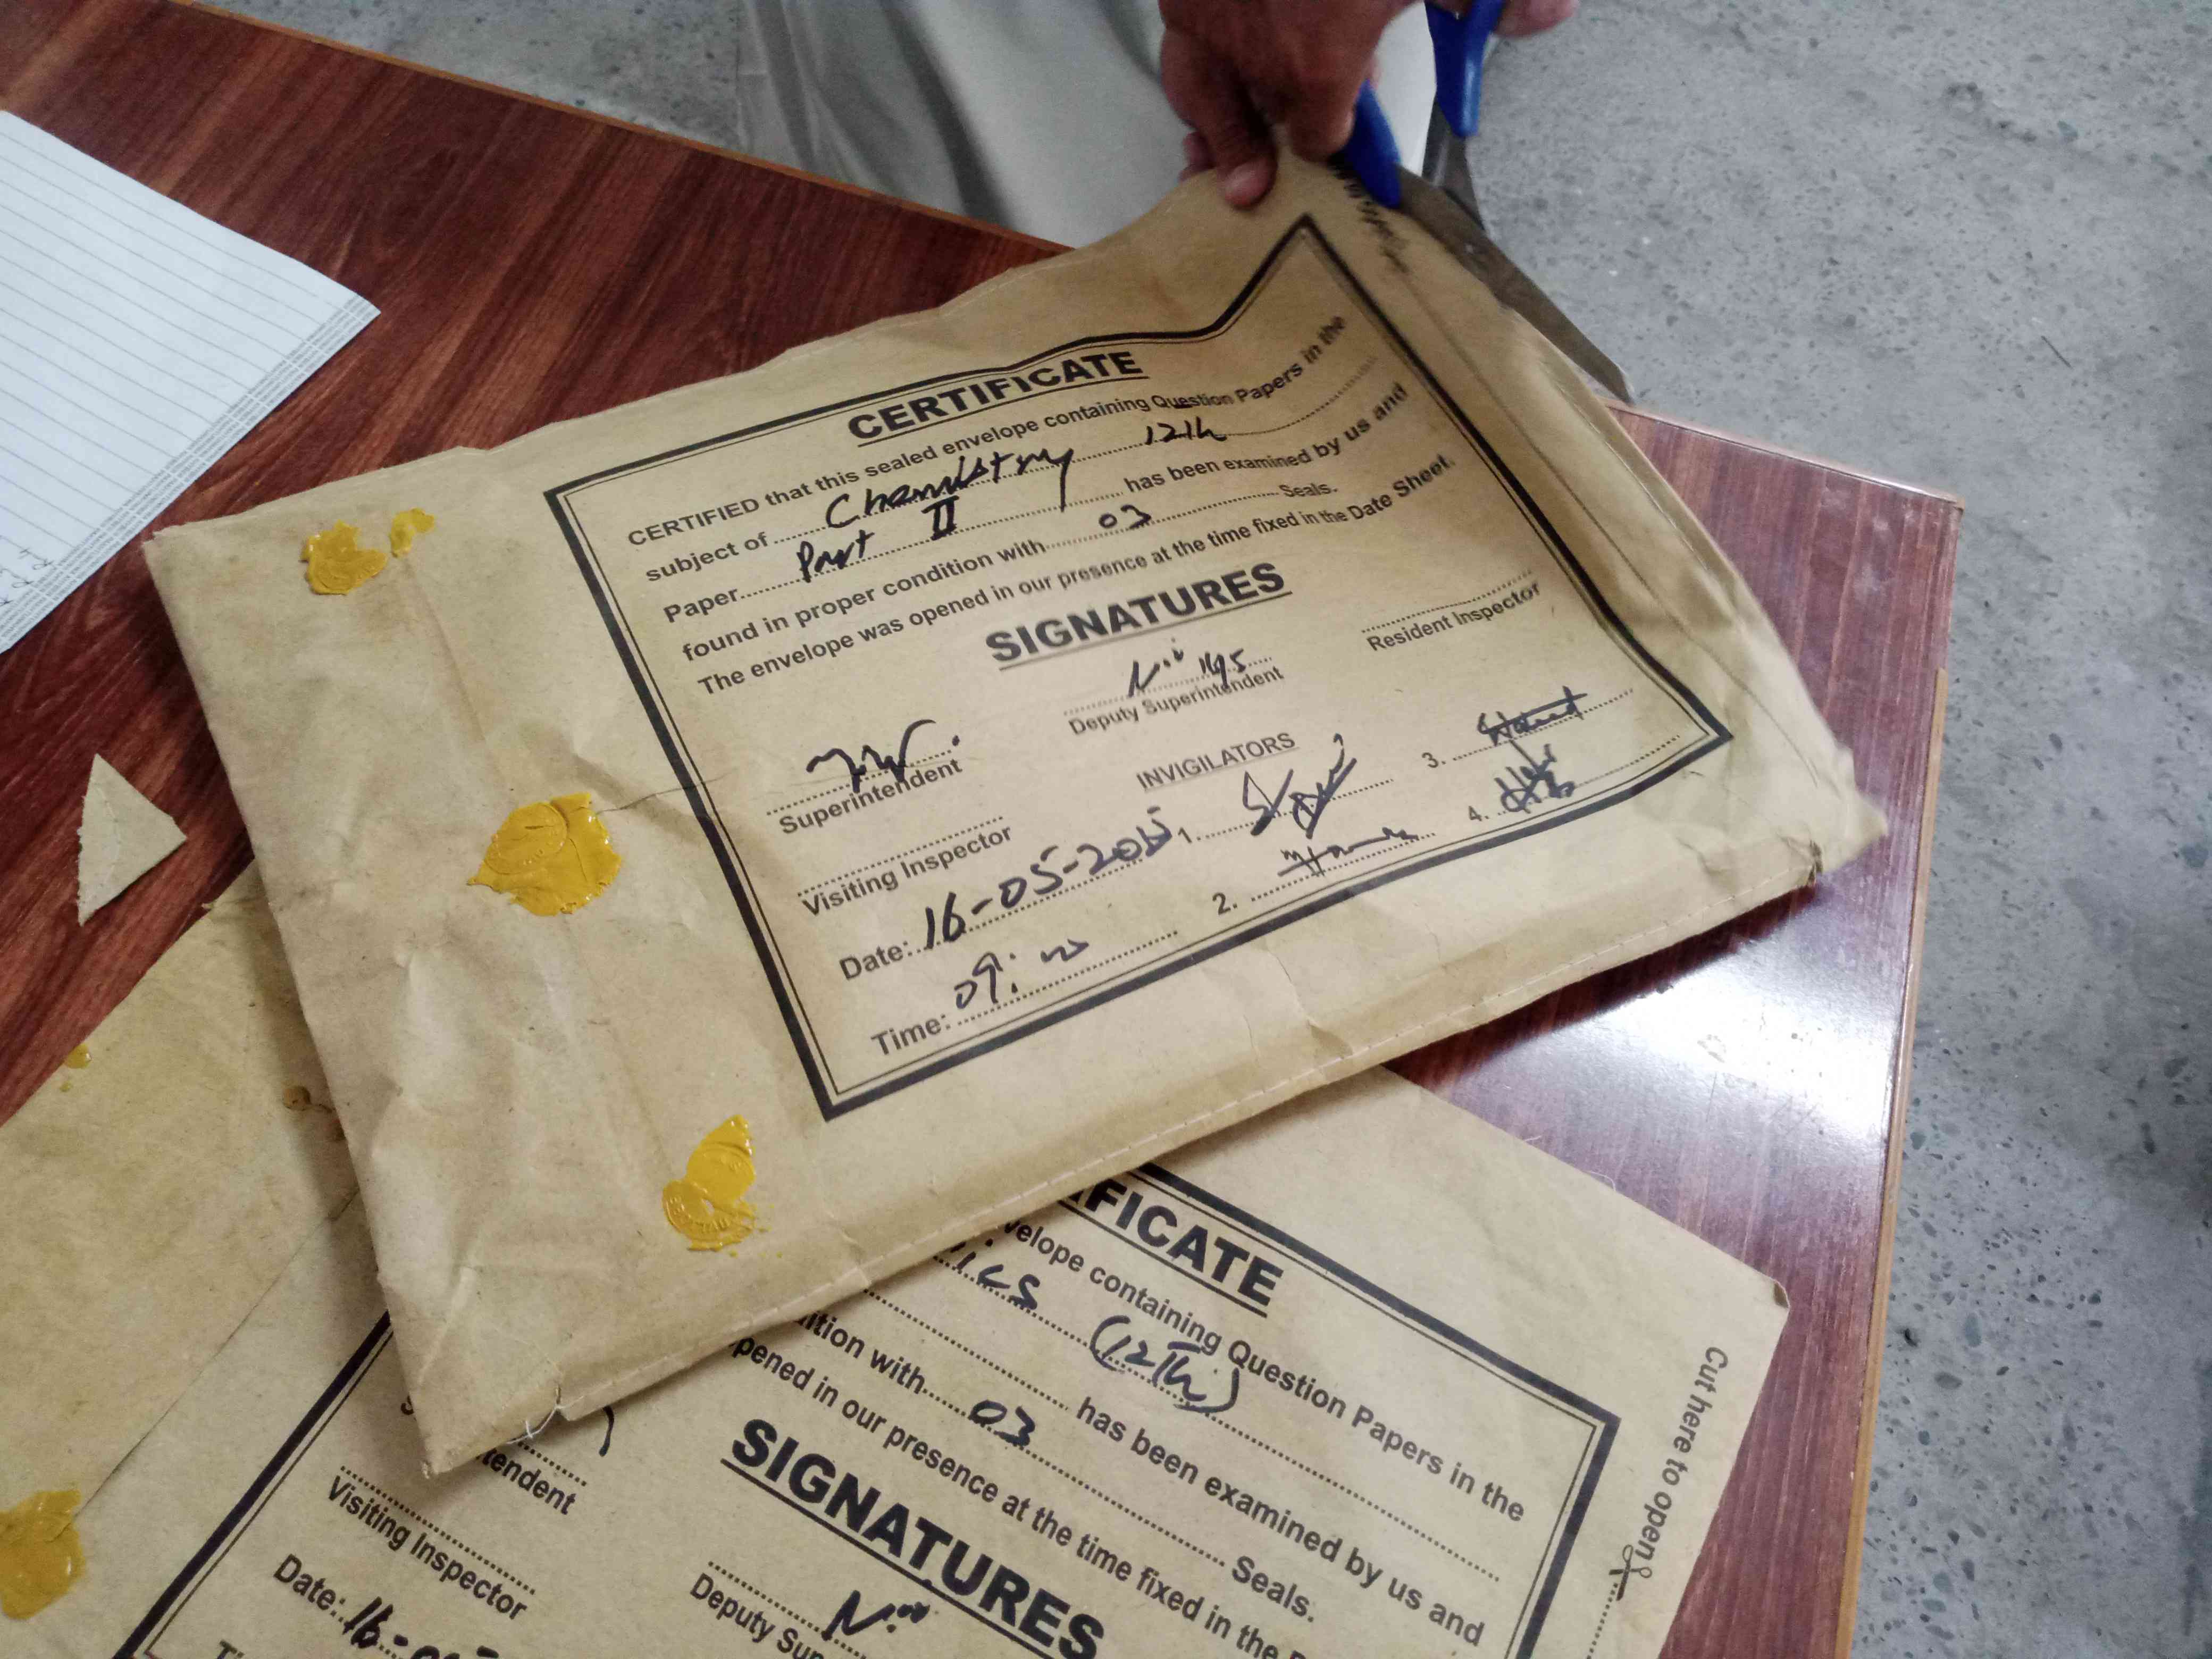 CERTIFICATE
CERTIFIED that this sealed envelope containing Question Papers in the
subject of Chemistry 12th
Paper Part II has been examined by us and
found in proper condition with 03 Seals.
The envelope was opened in our presence at the time fixed in the Date Sheet.
SIGNATURES
Superintendent
Deputy Superintendent
Resident Inspector
Visiting Inspector
INVIGILATORS
1.
2.
3.
4.
Date: 16-05-
Time: 09:
IFICATE
velope containing Question Papers in the
ics (12th)
has been examined by us and
ition with 03 Seals.
pened in our presence at the time fixed in the
SIGNATURES
tendent
Visiting Inspector
Deputy Sup
Date: 16-0
Cut here to open